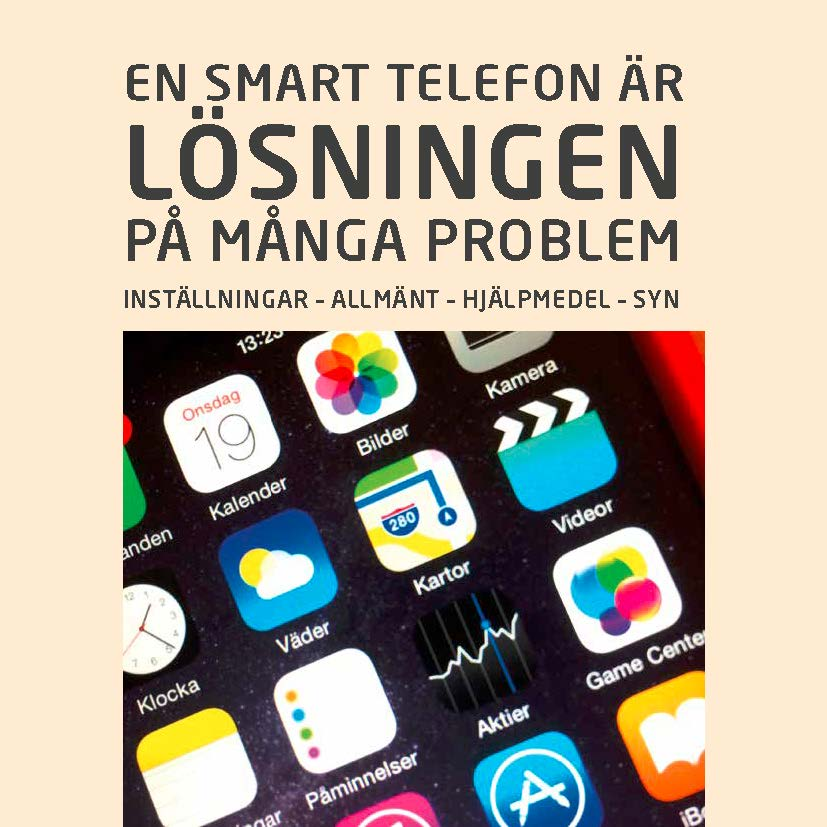 EN SMART TELEFON ÄR
LÖSNINGEN
PÅ MÅNGA PROBLEM
INSTÄLLNINGAR – ALLMÄNT – HJÄLPMEDEL – SYN
13:23
Kamera
Onsdag
19
Bilder
Kalender
280
Videor
Kartor
Väder
Game Center
Klocka
Aktier
Påminnelser